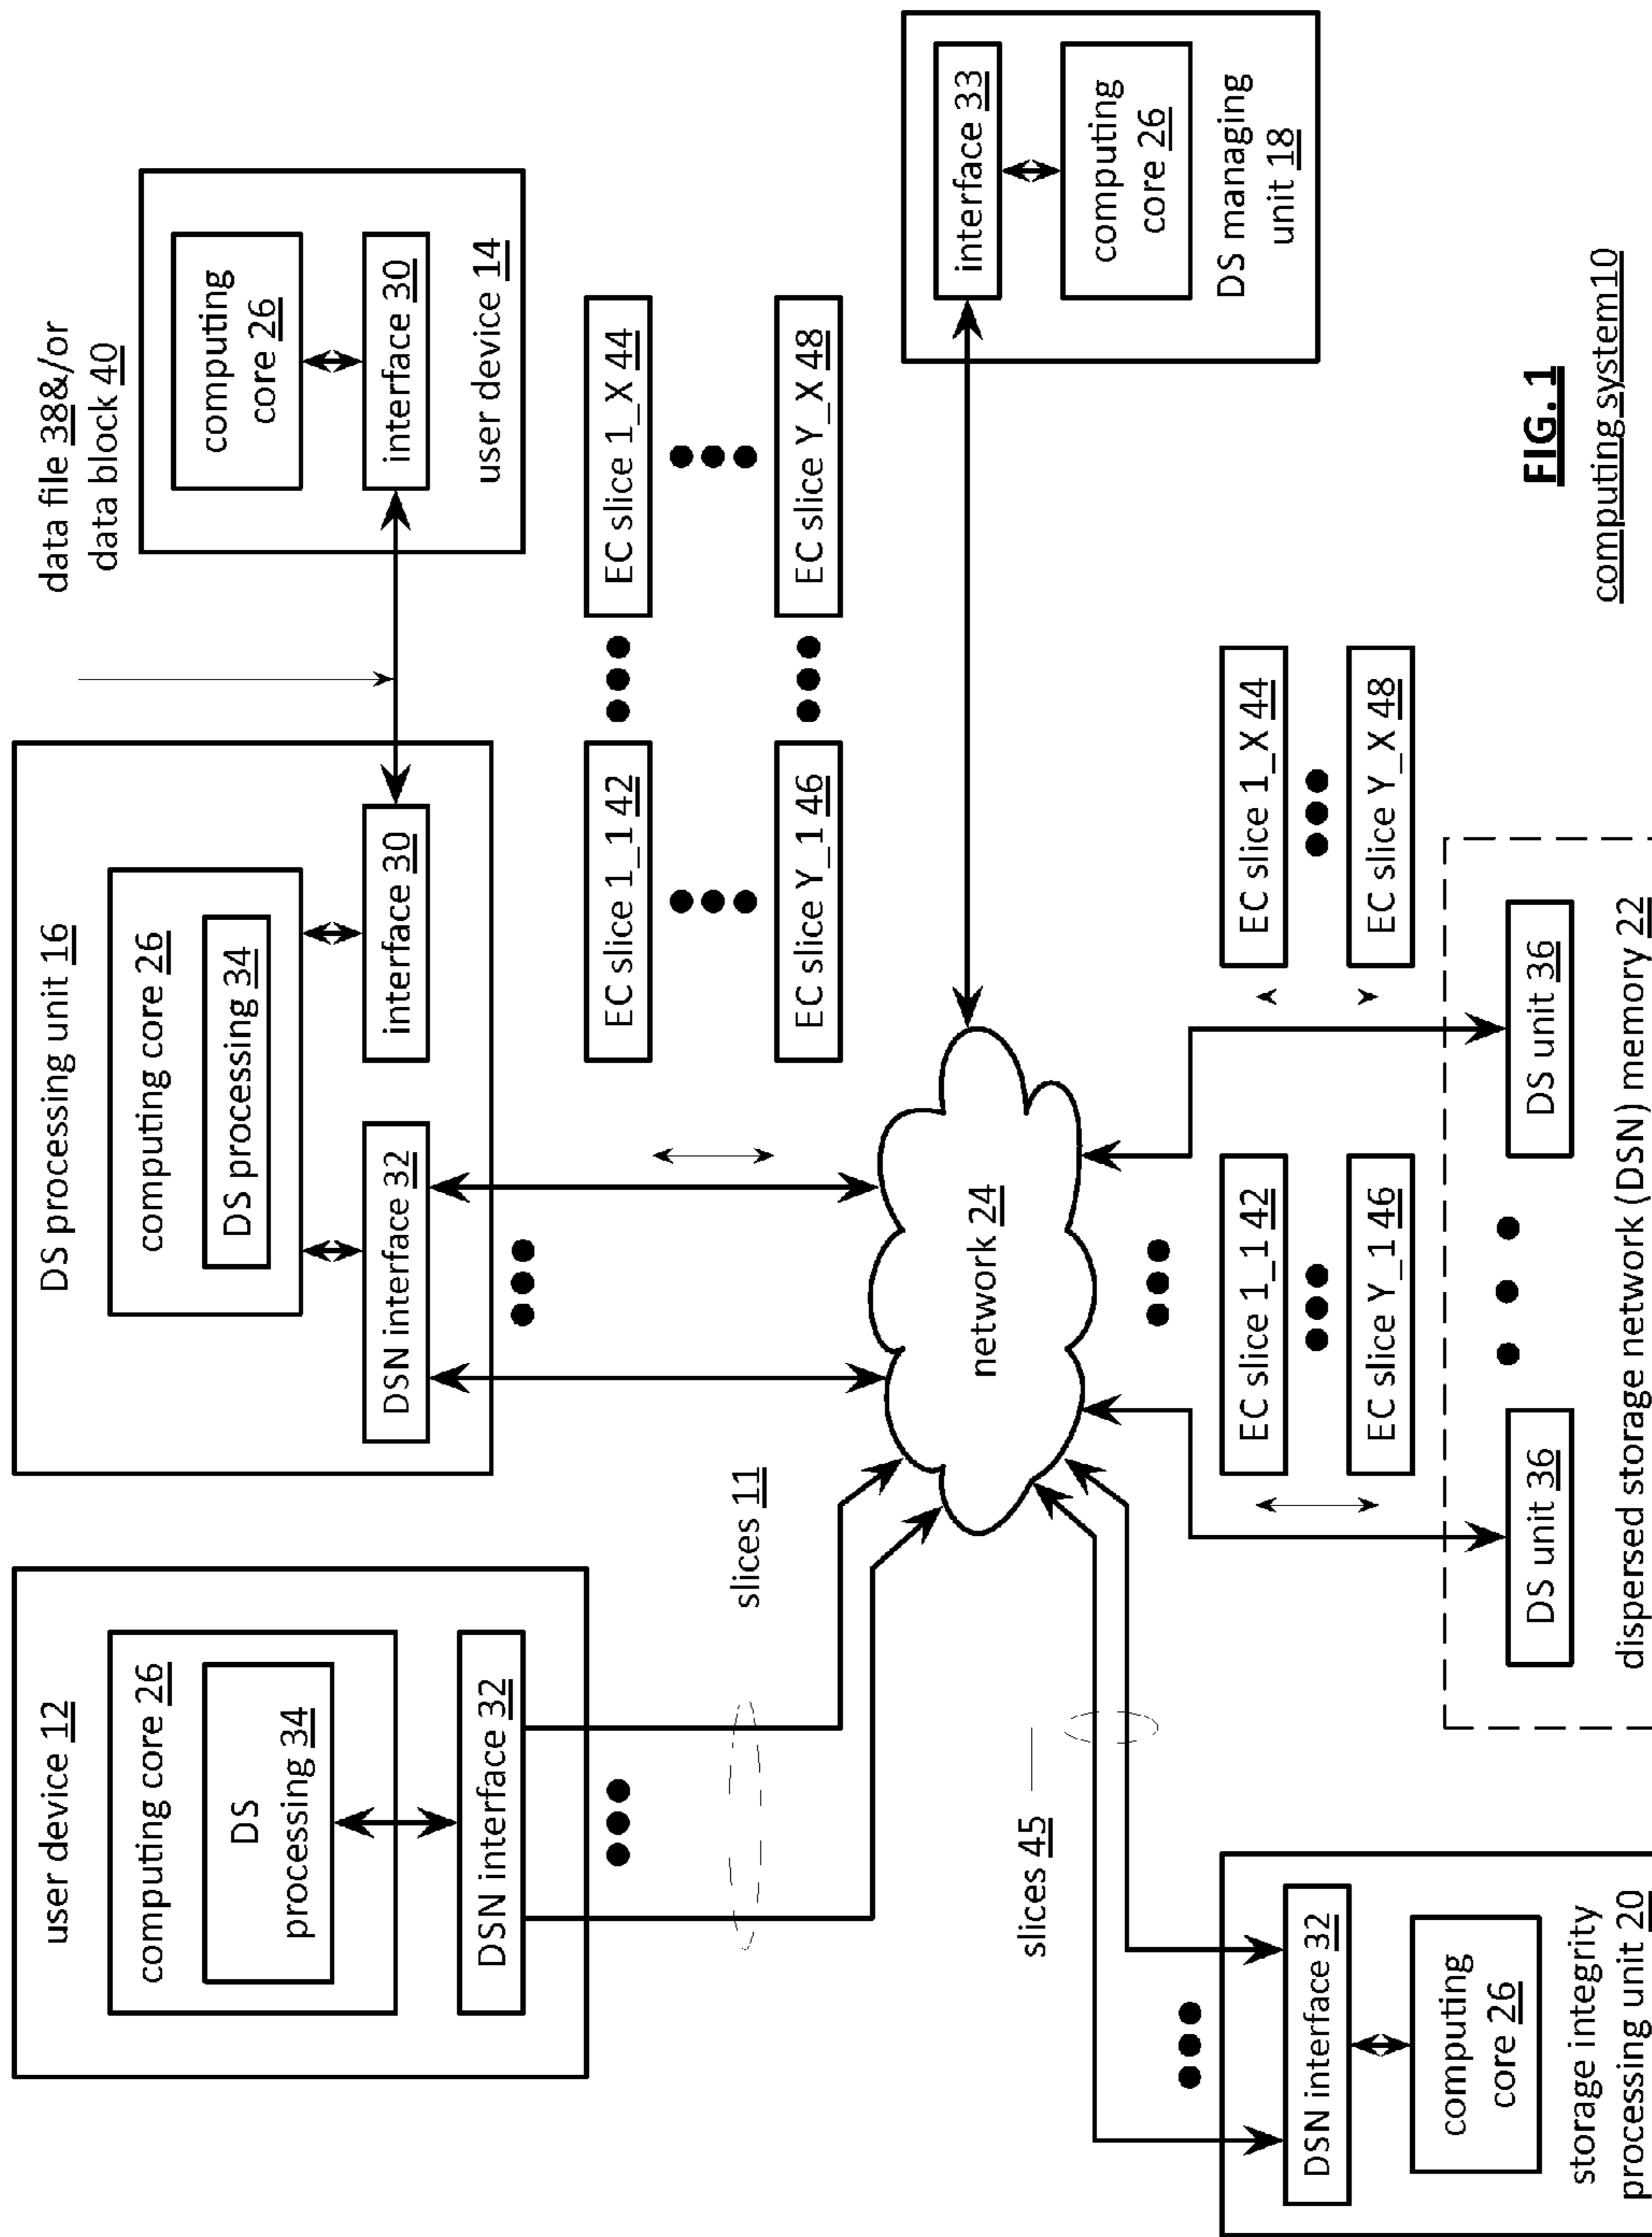 user device 12
computing core 26
DS
processing 34
DSN interface 32
DS processing unit 16
computing core 26
DS processing 34
DSN interface 32
interface 30
data file 38&/or
data block 40
computing
core 26
interface 30
user device 14
slices 11
EC slice 1_1 42
EC slice 1_X 44
EC slice Y_1 46
EC slice Y_X 48
network 24
interface 33
computing
core 26
DS managing
unit 18
slices 45
DSN interface 32
computing
core 26
storage integrity
processing unit 20
EC slice 1_1 42
EC slice 1_X 44
EC slice Y_1 46
EC slice Y_X 48
DS unit 36
DS unit 36
dispersed storage network (DSN) memory 22
FIG. 1
computing system10